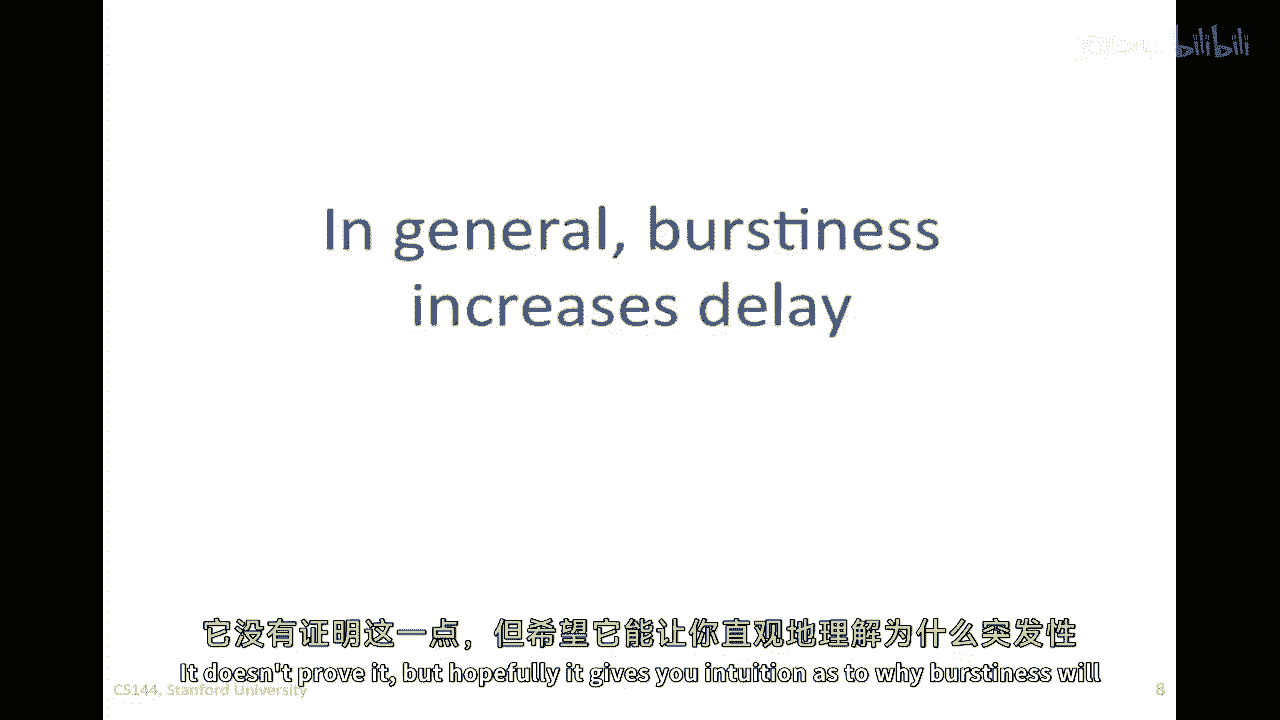 bilibili
In general, burstiness
increases delay
它没有证明这一点，但希望它能让你直观地理解为什么突发性
It doesn't prove it, but hopefully it gives you intuition as to why burstiness will
CS144, Stanford University
8